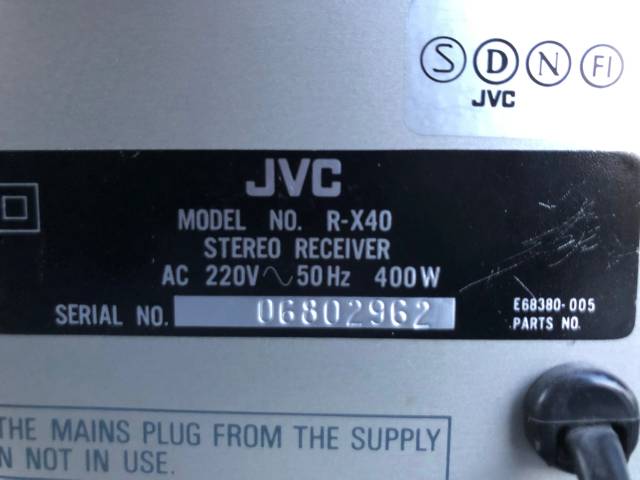 S D N FI
JVC
JVC
MODEL NO. R-X40
STEREO RECEIVER
AC 220V~50Hz 400W
SERIAL NO. 06802962
E68380-005
PARTS NO.
THE MAINS PLUG FROM THE SUPPLY
N NOT IN USE.